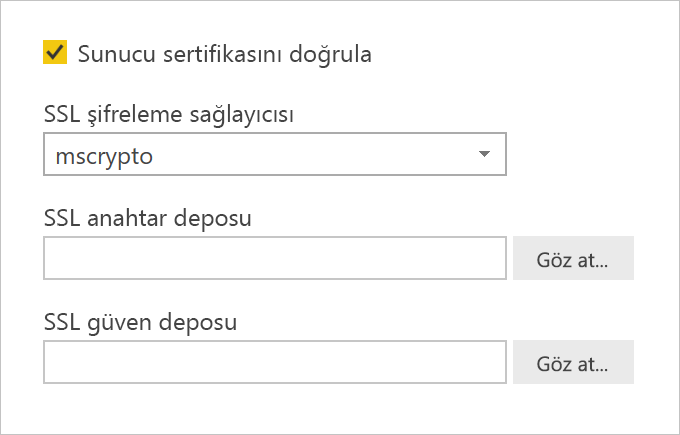 Sunucu sertifikasını doğrula
SSL şifreleme sağlayıcısı
mscrypto
SSL anahtar deposu
Göz at...
SSL güven deposu
Göz at...